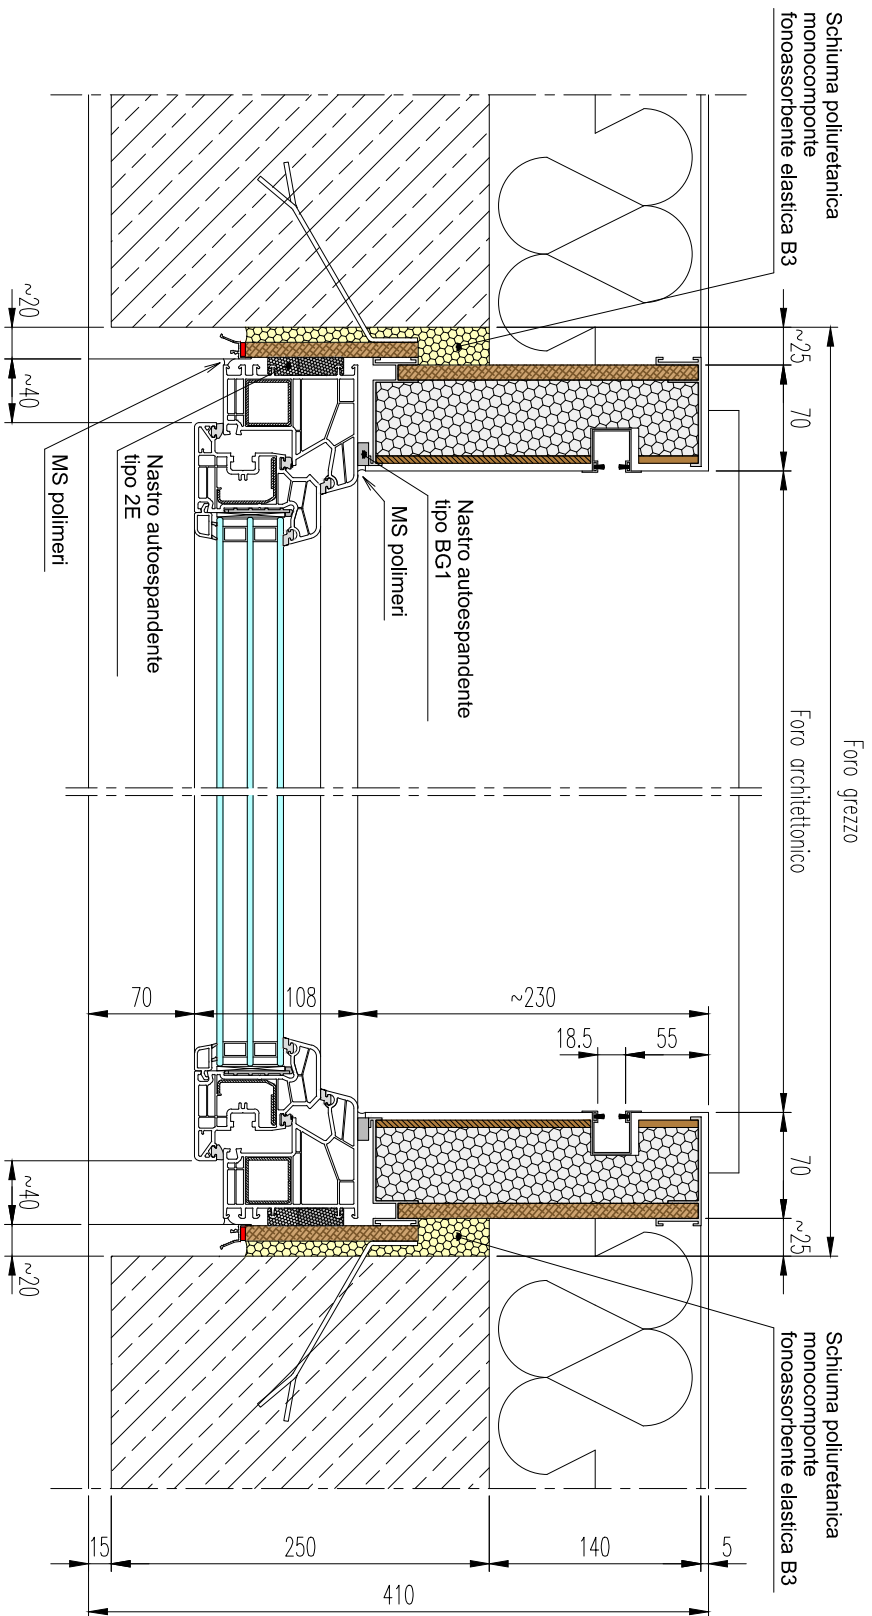 Schiuma poliuretanica
monocomponte
fonoassorbente elastica B3
Foro grezzo
Foro architettonico
~25
70
70
~25
Schiuma poliuretanica
monocomponte
fonoassorbente elastica B3
Nastro autoespandente
tipo BG1
MS polimeri
Nastro autoespandente
tipo 2E
MS polimeri
~20
~40
~40
~20
70
108
~230
18.5
55
15
250
140
5
410